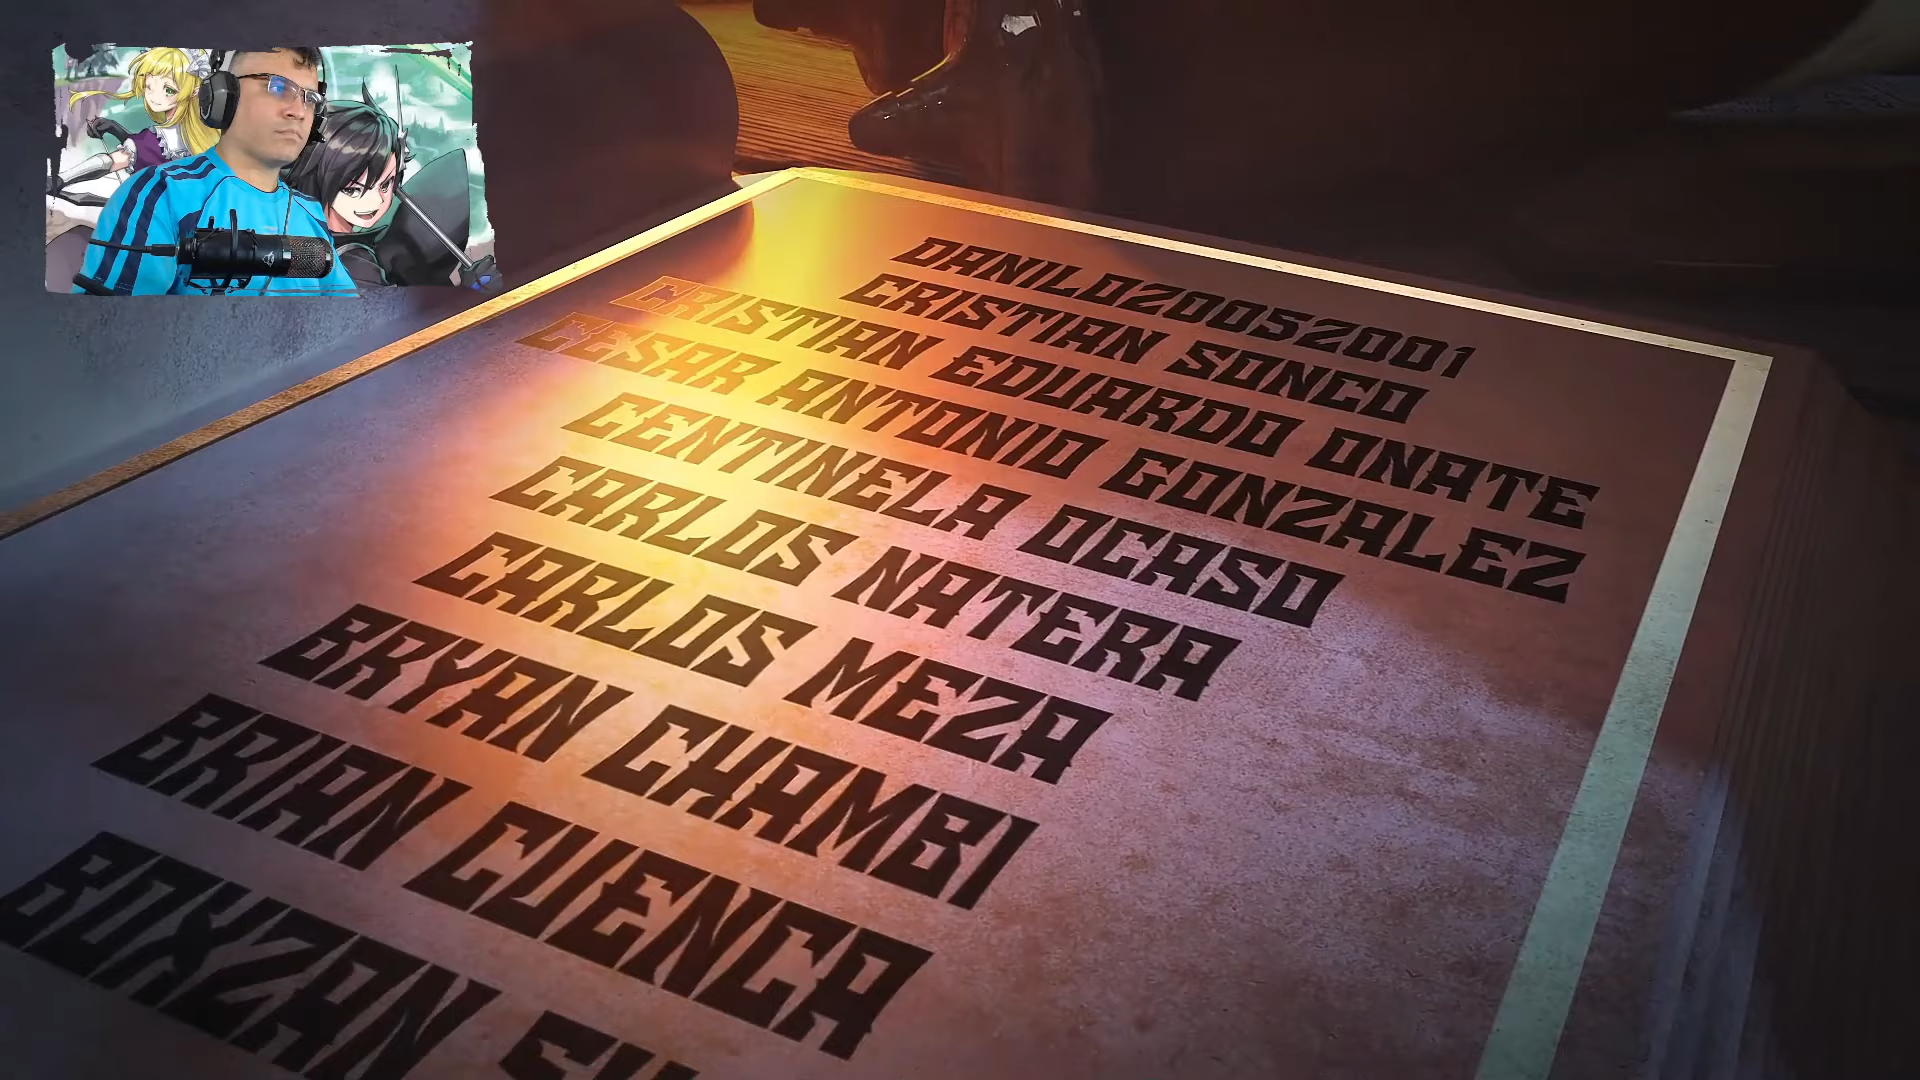 DANILO20052001
CRISTIAN SONCO
CRISTIAN EDUARDO ONATE
CESAR ANTONIO GONZALEZ
CENTINELA OCASO
CARLOS NATERA
CARLOS MEZA
BRYAN CHAMBI
BRIAN CUENCA
BOXZAN